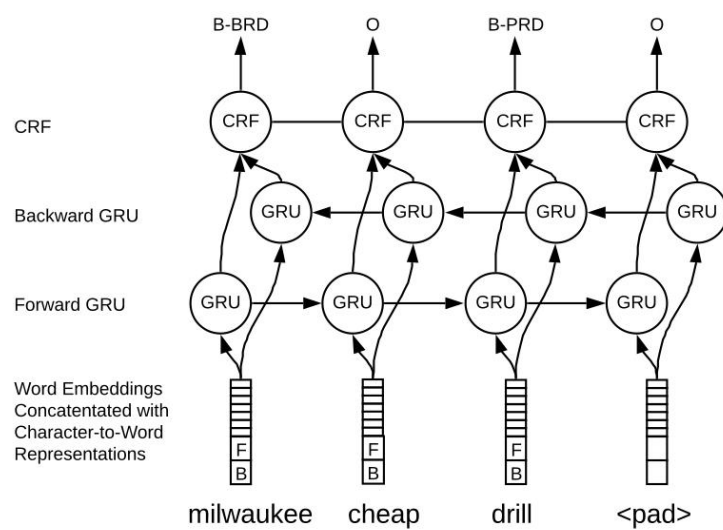 B-BRD O B-PRD O
CRF CRF CRF CRF CRF
Backward GRU GRU GRU GRU GRU
Forward GRU GRU GRU GRU GRU
Word Embeddings
Concatentated with
Character-to-Word
Representations
F F F
B B B
milwaukee cheap drill <pad>